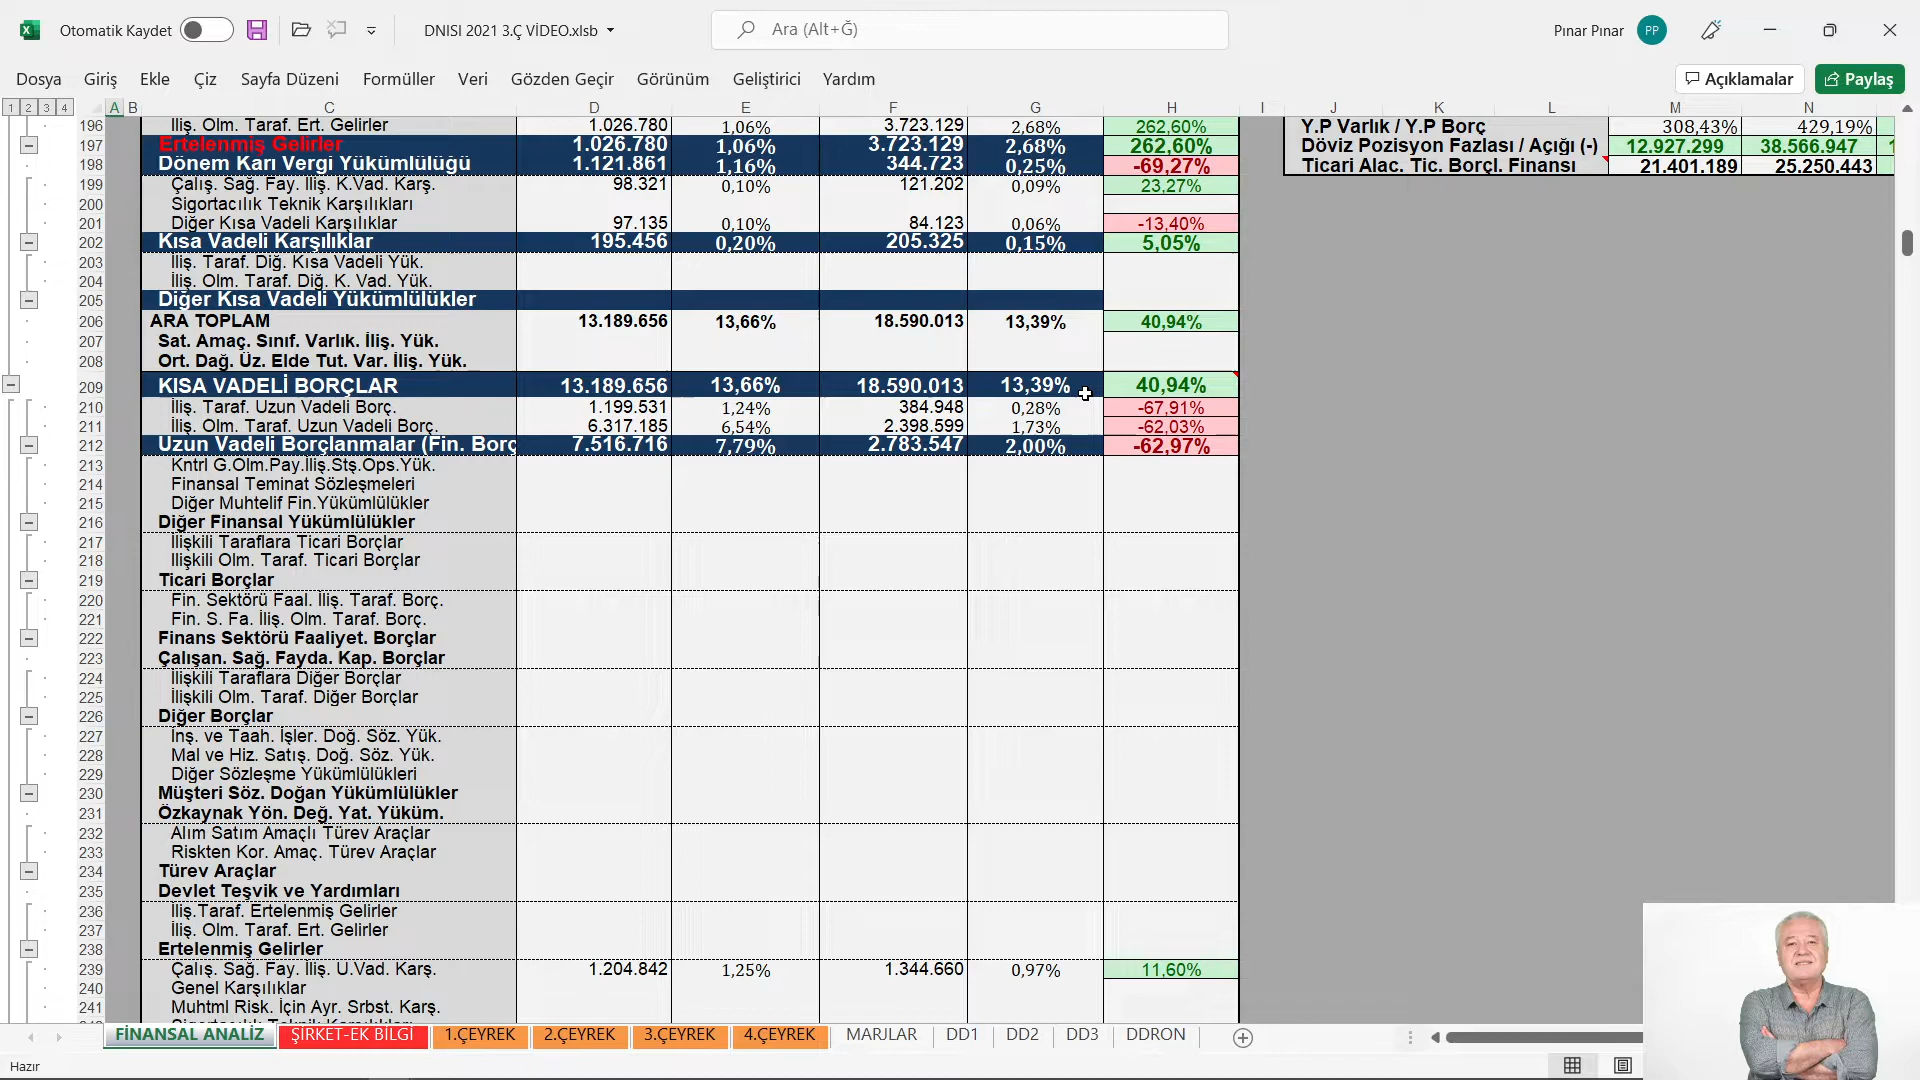 Otomatik Kaydet
DNISI 2021 3.Ç VİDEO.xlsb
Ara (Alt+Ğ)
Pınar Pınar
PP
Dosya Giriş Ekle Çiz Sayfa Düzeni Formüller Veri Gözden Geçir Görünüm Geliştirici Yardım
Açıklamalar
Paylaş
1 2 3 4 A B C D E F G H I J K L M N
196 İliş. Olm. Taraf. Ert. Gelirler 1.026.780 1,06% 3.723.129 2,68% 262,60% Y.P Varlık / Y.P Borç 308,43% 429,19%
197 Ertelenmiş Gelirler 1.026.780 1,06% 3.723.129 2,68% 262,60% Döviz Pozisyon Fazlası / Açığı (-) 12.927.299 38.566.947 1
198 Dönem Karı Vergi Yükümlülüğü 1.121.861 1,16% 344.723 0,25% -69,27% Ticari Alac. Tic. Borçl. Finansı 21.401.189 25.250.443
199 Çalış. Sağ. Fay. İliş. K.Vad. Karş. 98.321 0,10% 121.202 0,09% 23,27%
200 Sigortacılık Teknik Karşılıkları
201 Diğer Kısa Vadeli Karşılıklar 97.135 0,10% 84.123 0,06% -13,40%
202 Kısa Vadeli Karşılıklar 195.456 0,20% 205.325 0,15% 5,05%
203 İliş. Taraf. Diğ. Kısa Vadeli Yük.
204 İliş. Olm. Taraf. Diğ. K. Vad. Yük.
205 Diğer Kısa Vadeli Yükümlülükler
206 ARA TOPLAM 13.189.656 13,66% 18.590.013 13,39% 40,94%
207 Sat. Amaç. Sınıf. Varlık. İliş. Yük.
208 Ort. Dağ. Üz. Elde Tut. Var. İliş. Yük.
209 KISA VADELİ BORÇLAR 13.189.656 13,66% 18.590.013 13,39% 40,94%
210 İliş. Taraf. Uzun Vadeli Borç. 1.199.531 1,24% 384.948 0,28% -67,91%
211 İliş. Olm. Taraf. Uzun Vadeli Borç. 6.317.185 6,54% 2.398.599 1,73% -62,03%
212 Uzun Vadeli Borçlanmalar (Fin. Borç 7.516.716 7,79% 2.783.547 2,00% -62,97%
213 Kntrl G.Olm.Pay.İliş.Stş.Ops.Yük.
214 Finansal Teminat Sözleşmeleri
215 Diğer Muhtelif Fin.Yükümlülükler
216 Diğer Finansal Yükümlülükler
217 İlişkili Taraflara Ticari Borçlar
218 İlişkili Olm. Taraf. Ticari Borçlar
219 Ticari Borçlar
220 Fin. Sektörü Faal. İliş. Taraf. Borç.
221 Fin. S. Fa. İliş. Olm. Taraf. Borç.
222 Finans Sektörü Faaliyet. Borçlar
223 Çalışan. Sağ. Fayda. Kap. Borçlar
224 İlişkili Taraflara Diğer Borçlar
225 İlişkili Olm. Taraf. Diğer Borçlar
226 Diğer Borçlar
227 İnş. ve Taah. İşler. Doğ. Söz. Yük.
228 Mal ve Hiz. Satış. Doğ. Söz. Yük.
229 Diğer Sözleşme Yükümlülükleri
230 Müşteri Söz. Doğan Yükümlülükler
231 Özkaynak Yön. Değ. Yat. Yüküm.
232 Alım Satım Amaçlı Türev Araçlar
233 Riskten Kor. Amaç. Türev Araçlar
234 Türev Araçlar
235 Devlet Teşvik ve Yardımları
236 İliş.Taraf. Ertelenmiş Gelirler
237 İliş. Olm. Taraf. Ert. Gelirler
238 Ertelenmiş Gelirler
239 Çalış. Sağ. Fay. İliş. U.Vad. Karş. 1.204.842 1,25% 1.344.660 0,97% 11,60%
240 Genel Karşılıklar
241 Muhtml Risk. İçin Ayr. Srbst. Karş.
FİNANSAL ANALİZ ŞİRKET-EK BİLGİ 1.ÇEYREK 2.ÇEYREK 3.ÇEYREK 4.ÇEYREK MARJLAR DD1 DD2 DD3 DDRON
Hazır